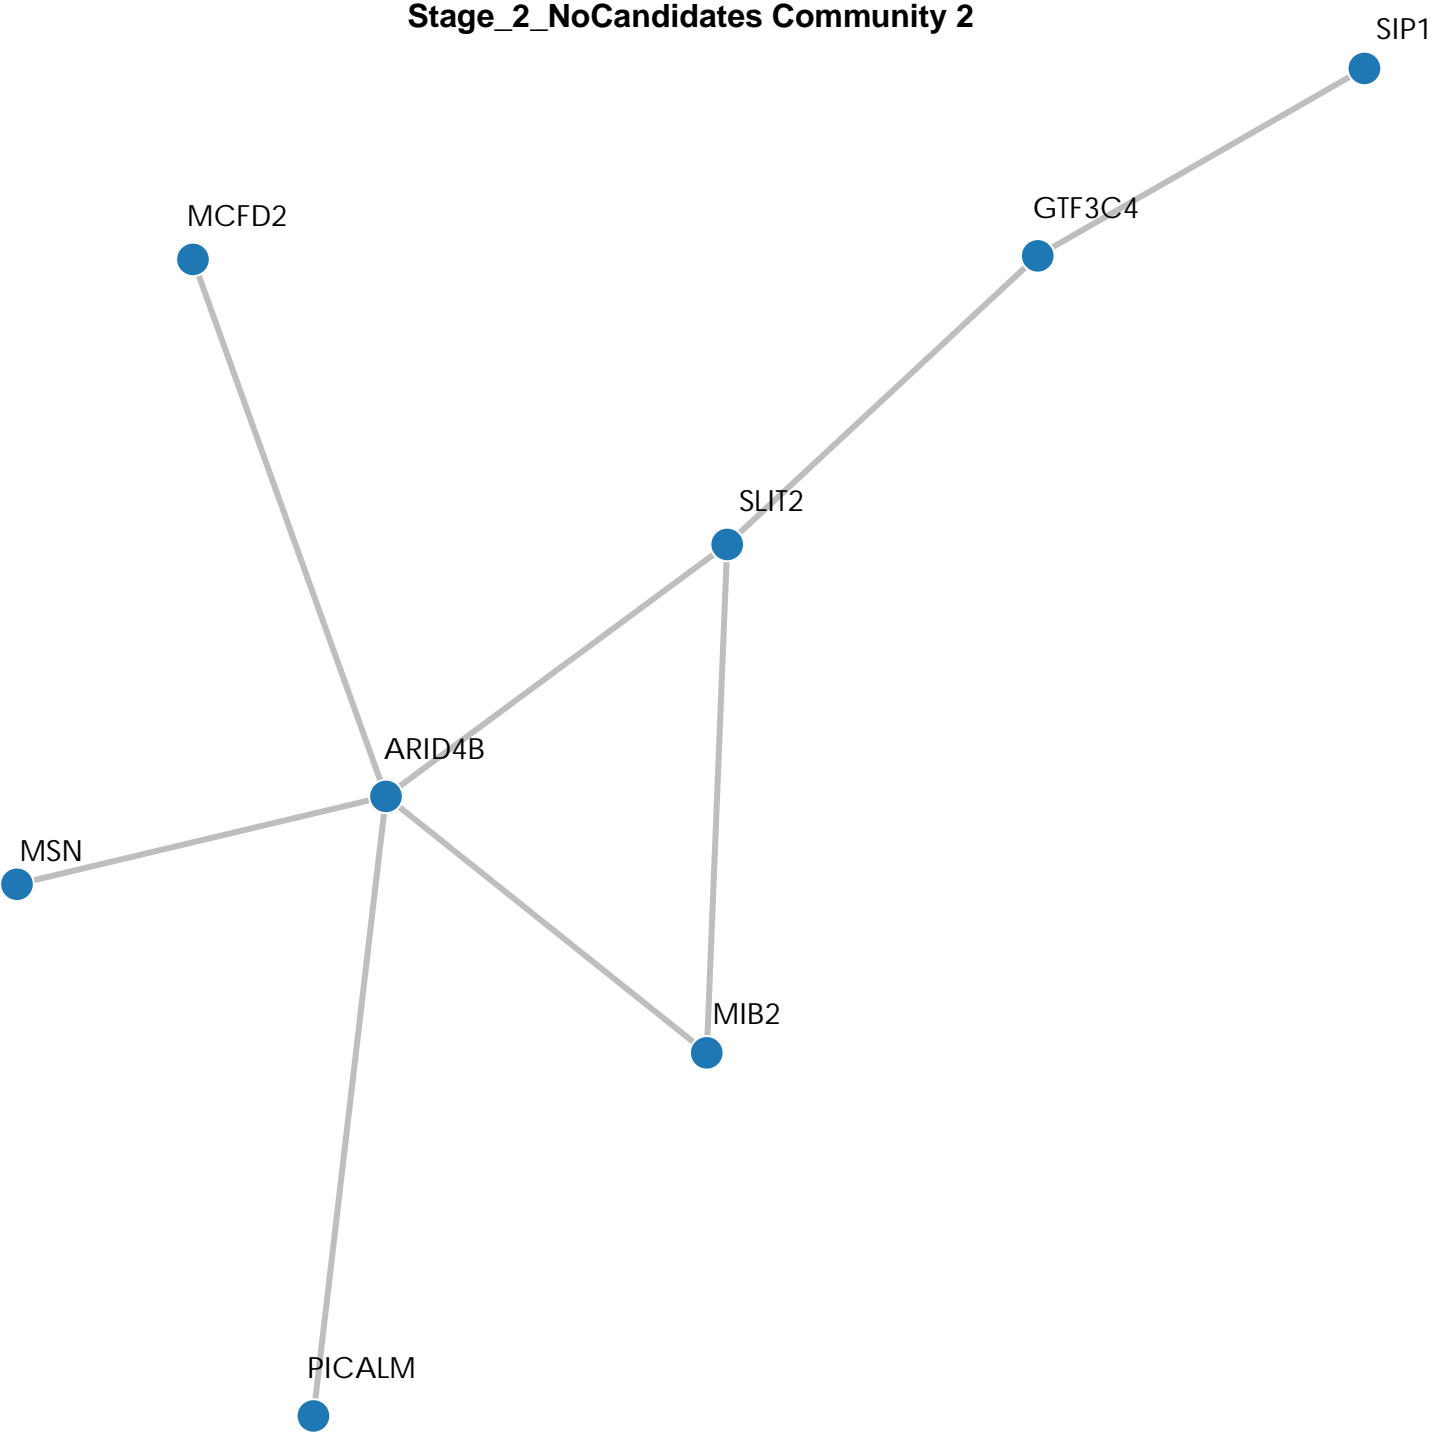 Stage_2_NoCandidates Community 2
SIP1
GTF3C4
MCFD2
SLIT2
ARID4B
MSN
MIB2
PICALM